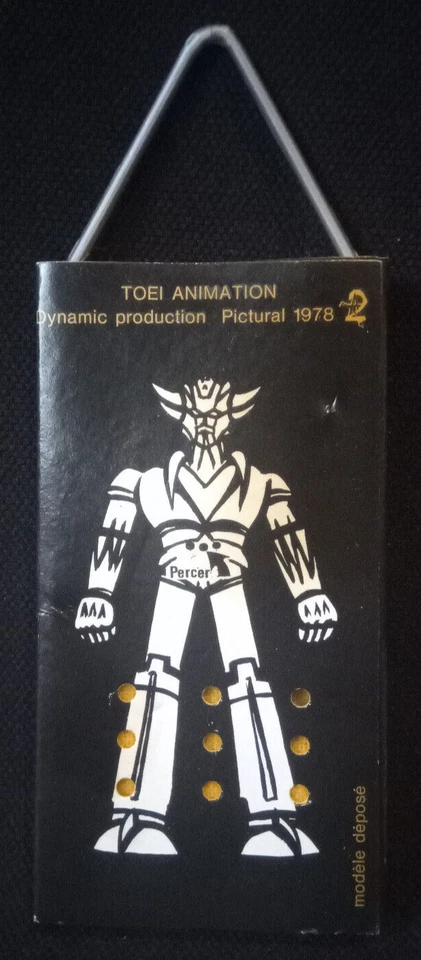 TOEI ANIMATION
Dynamic production Pictural 1978 2
Percer
modèle déposé